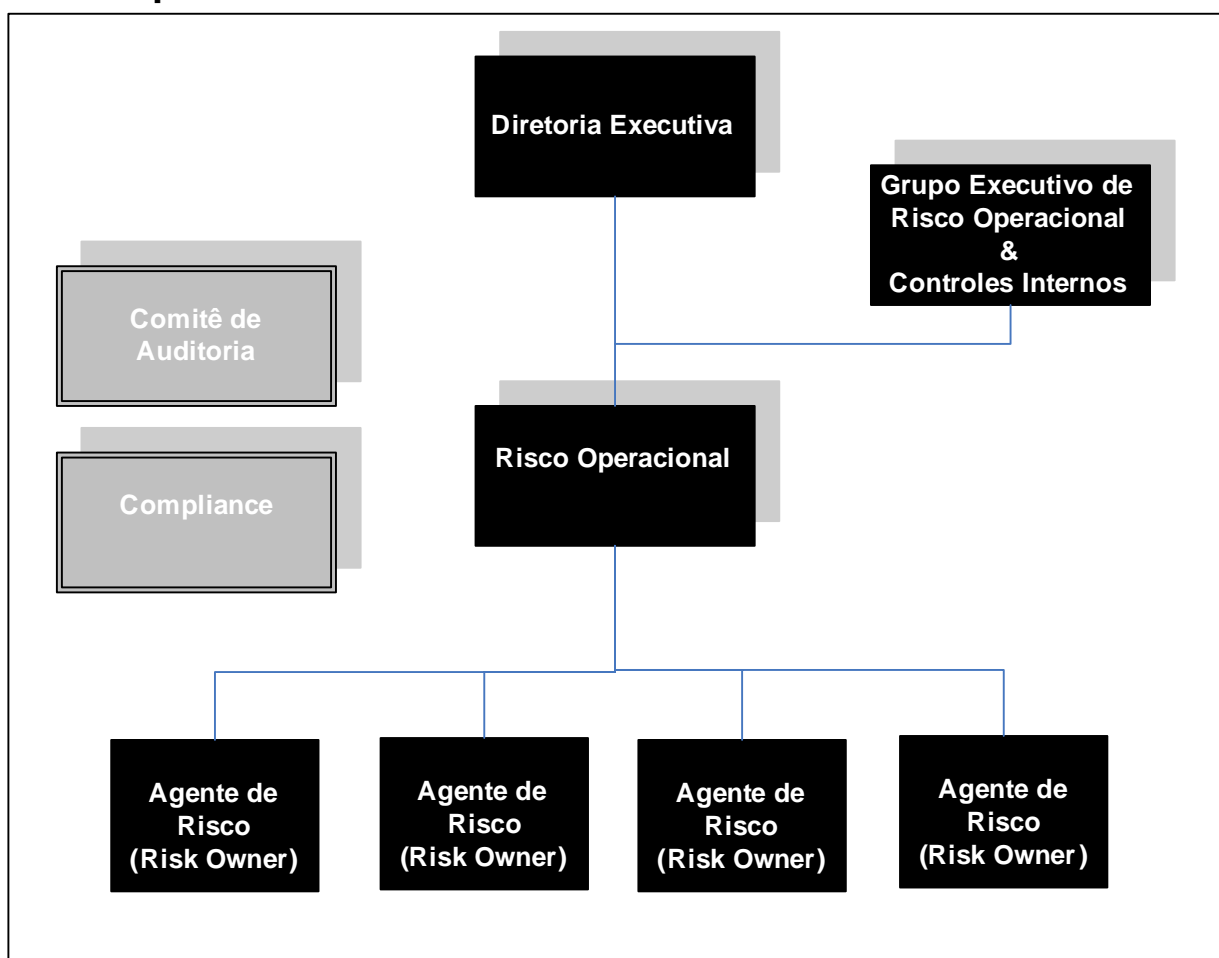 Diretoria Executiva
Grupo Executivo de
Risco Operacional
&
Controles Internos
Comitê de
Auditoria
Risco Operacional
Compliance
Agente de
Risco
(Risk Owner)
Agente de
Risco
(Risk Owner)
Agente de
Risco
(Risk Owner)
Agente de
Risco
(Risk Owner)